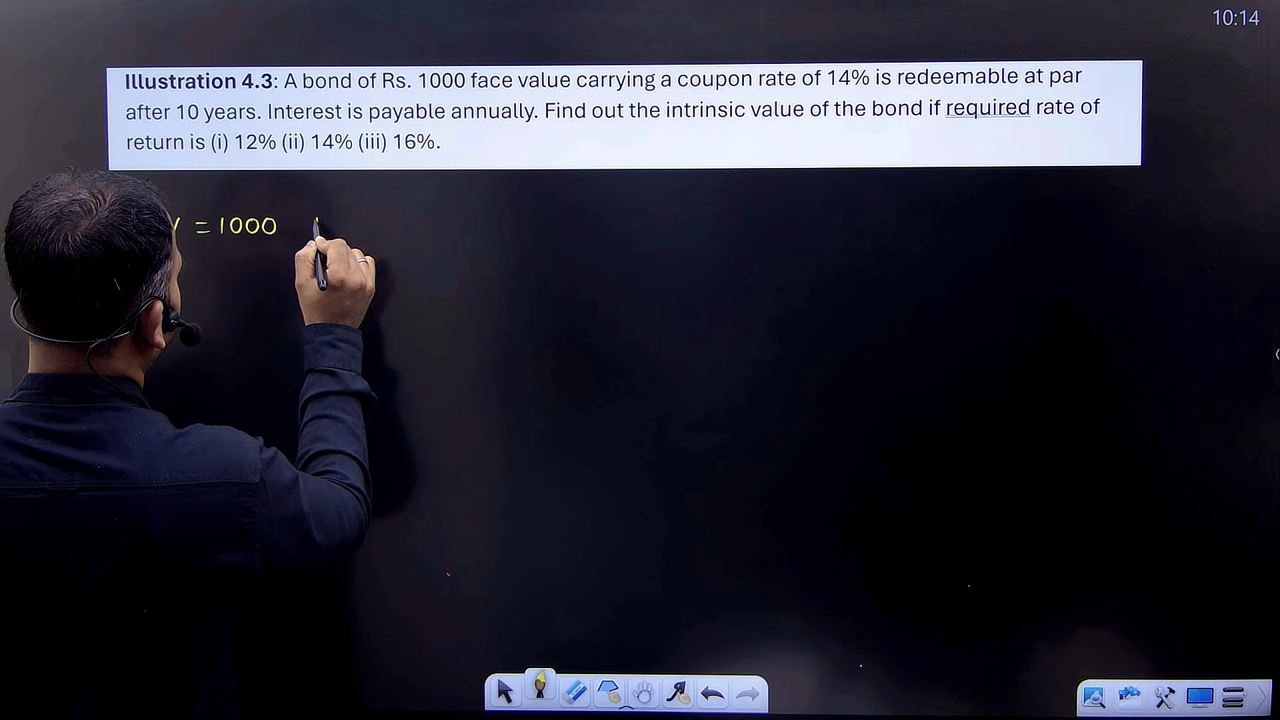 10:14
Illustration 4.3: A bond of Rs. 1000 face value carrying a coupon rate of 14% is redeemable at par
after 10 years. Interest is payable annually. Find out the intrinsic value of the bond if required rate of
return is (i) 12% (ii) 14% (iii) 16%.
= 1000